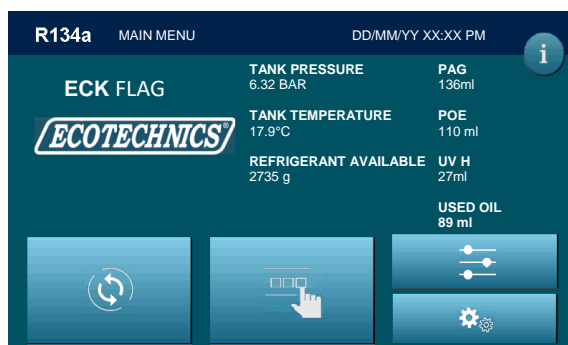 R134a MAIN MENU DD/MM/YY XX:XX PM
i
ECK FLAG
ECOTECHNICS®
TANK PRESSURE
6.32 BAR
TANK TEMPERATURE
17.9°C
REFRIGERANT AVAILABLE
2735 g
PAG
136ml
POE
110 ml
UV H
27ml
USED OIL
89 ml